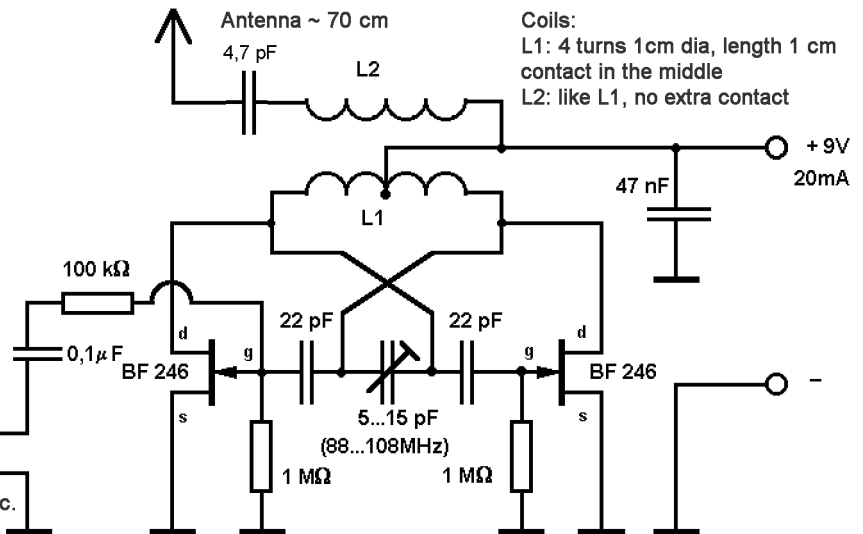 Antenna ~ 70 cm
Coils:
L1: 4 turns 1cm dia, length 1 cm
contact in the middle
L2: like L1, no extra contact
4,7 pF
L2
+ 9V
20mA
47 nF
L1
100 kΩ
0,1µF
22 pF
22 pF
d
g
s
BF 246
d
g
s
BF 246
5...15 pF
(88...108MHz)
1 MΩ
1 MΩ
–
c.